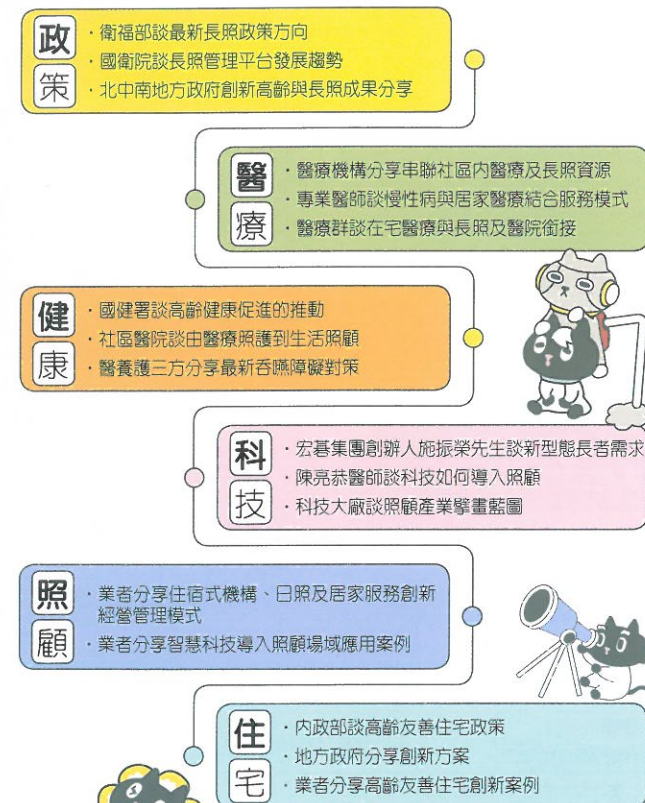 政策
・衛福部談最新長照政策方向
・國衛院談長照管理平台發展趨勢
・北中南地方政府創新高齡與長照成果分享
醫療
・醫療機構分享串聯社區內醫療及長照資源
・專業醫師談慢性病與居家醫療結合服務模式
・醫療群談在宅醫療與長照及醫院銜接
健康
・國健署談高齡健康促進的推動
・社區醫院談由醫療照護到生活照顧
・醫養護三方分享最新吞嚥障礙對策
科技
・宏碁集團創辦人施振榮先生談新型態長者需求
・陳亮恭醫師談科技如何導入照顧
・科技大廠談照顧產業擘畫藍圖
照顧
・業者分享住宿式機構、日照及居家服務創新
經營管理模式
・業者分享智慧科技導入照顧場域應用案例
住宅
・內政部談高齡友善住宅政策
・地方政府分享創新方案
・業者分享高齡友善住宅創新案例